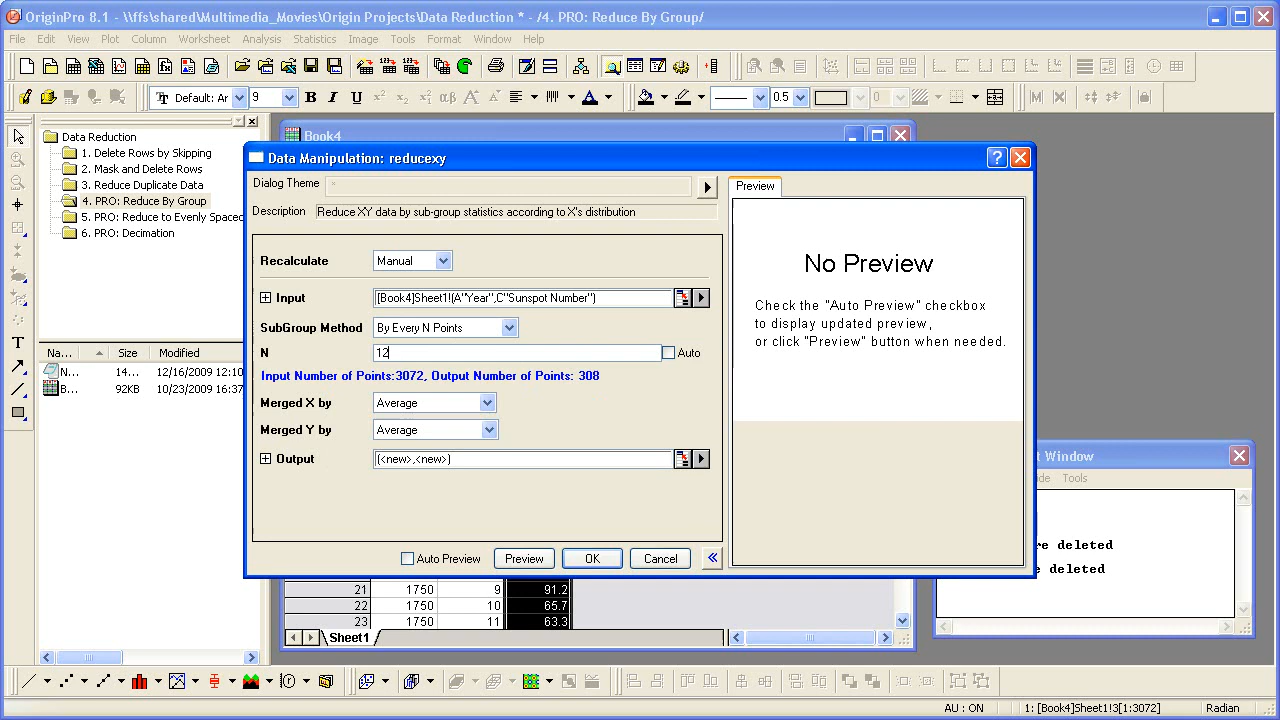 OriginPro 8.1 - \\ffs\shared\Multimedia_Movies\Origin Projects\Data Reduction * - /4. PRO: Reduce By Group/
File Edit View Plot Column Worksheet Analysis Statistics Image Tools Format Window Help
Default: Ar 9 B I U 0.5 0
Data Reduction
1. Delete Rows by Skipping
2. Mask and Delete Rows
3. Reduce Duplicate Data
4. PRO: Reduce By Group
5. PRO: Reduce to Evenly Spaced
6. PRO: Decimation
Na... Size Modified
N... 14... 12/16/2009 12:10
B... 92KB 10/23/2009 16:37
Book4
Data Manipulation: reducexy
Dialog Theme *
Description Reduce XY data by sub-group statistics according to X's distribution
Recalculate Manual
Input [Book4]Sheet1!(A"Year",C"Sunspot Number")
SubGroup Method By Every N Points
N 12 Auto
Input Number of Points:3072, Output Number of Points: 308
Merged X by Average
Merged Y by Average
Output (<new>,<new>)
Auto Preview Preview OK Cancel
Preview
No Preview
Check the "Auto Preview" checkbox
to display updated preview,
or click "Preview" button when needed.
21 1750 9 91.2
22 1750 10 65.7
23 1750 11 63.3
Sheet1
t Window
de Tools
re deleted
e deleted
AU : ON 1: [Book4]Sheet1!3[1:3072] Radian